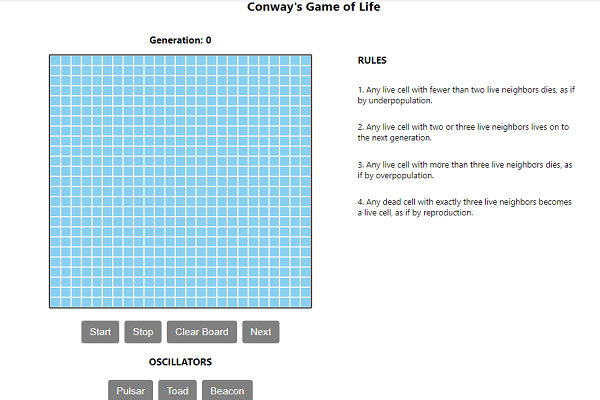 Conway's Game of Life
Generation: 0
RULES
1. Any live cell with fewer than two live neighbors dies, as if
by underpopulation.
2. Any live cell with two or three live neighbors lives on to
the next generation.
3. Any live cell with more than three live neighbors dies, as
if by overpopulation.
4. Any dead cell with exactly three live neighbors becomes
a live cell, as if by reproduction.
Start Stop Clear Board Next
OSCILLATORS
Pulsar Toad Beacon